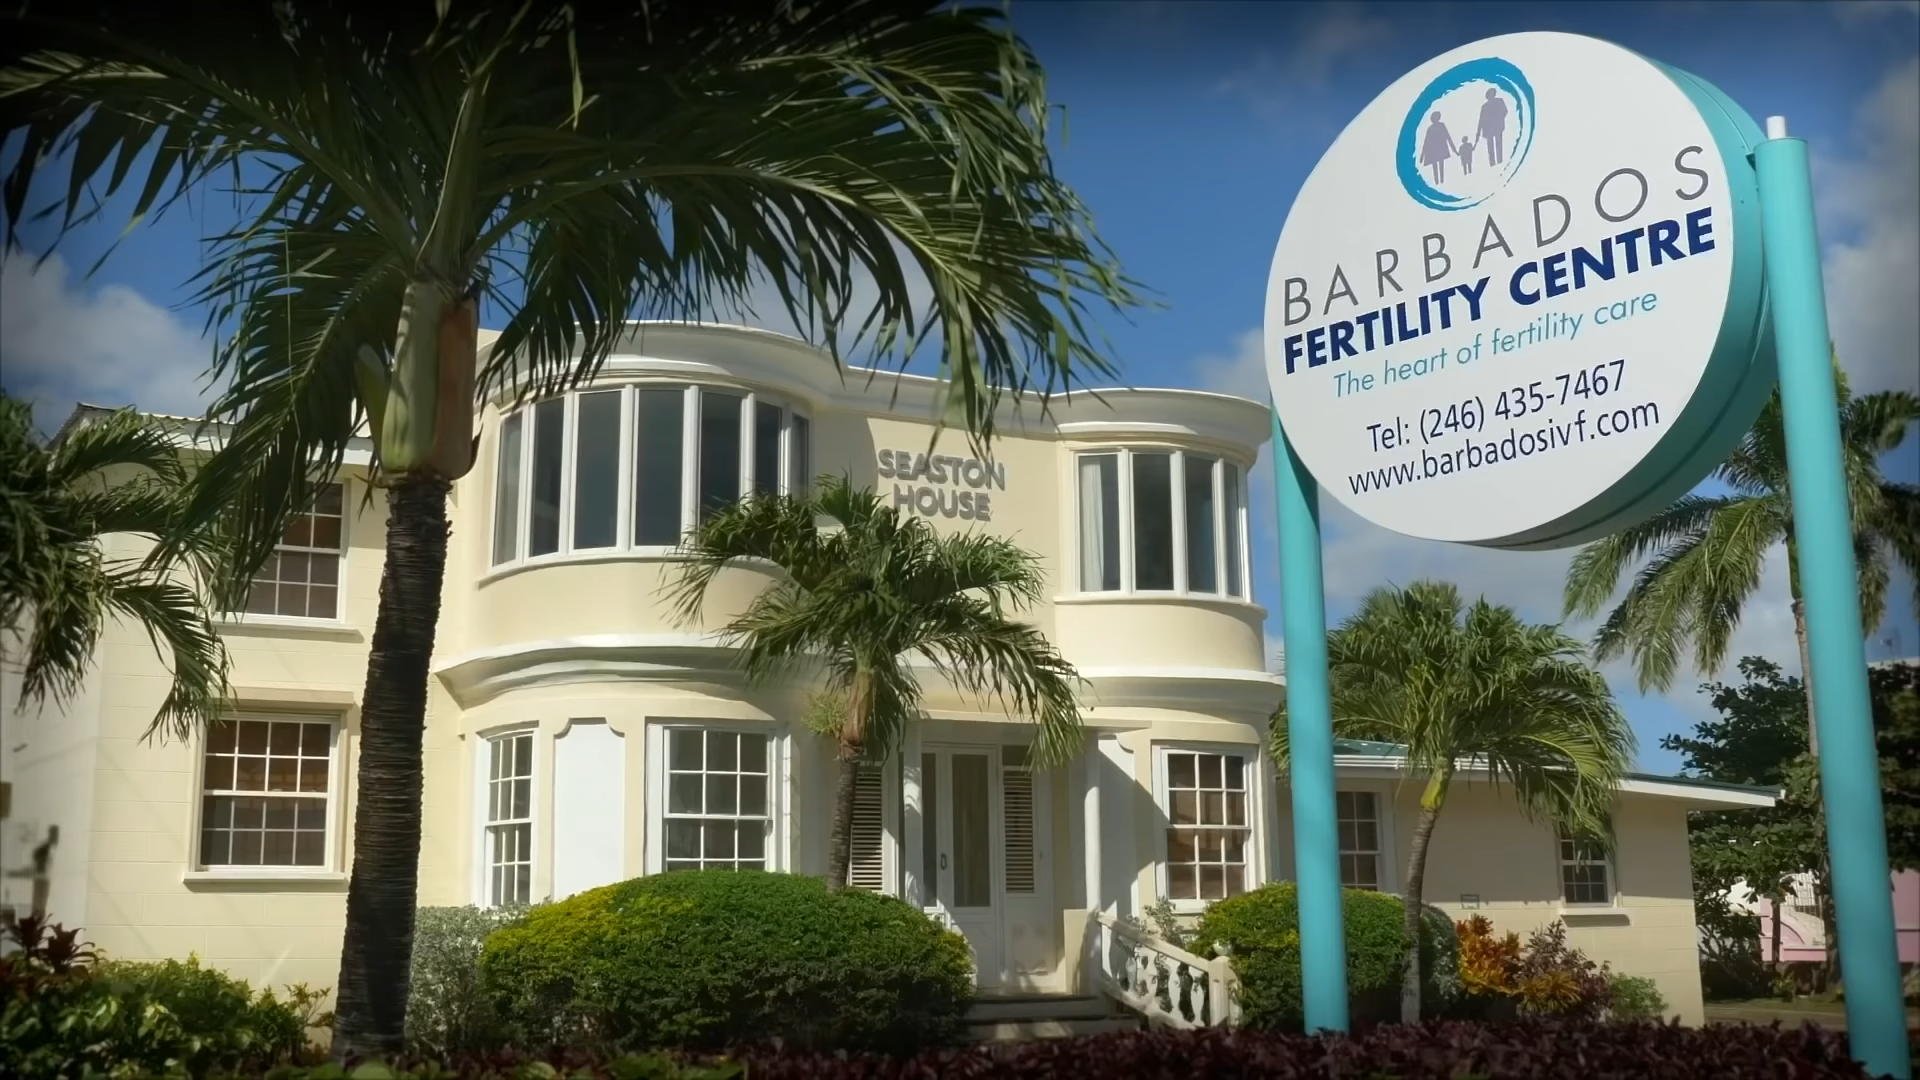 BARBADOS
FERTILITY CENTRE
The heart of fertility care
Tel: (246) 435-7467
www.barbadosivf.com
SEASTON
HOUSE